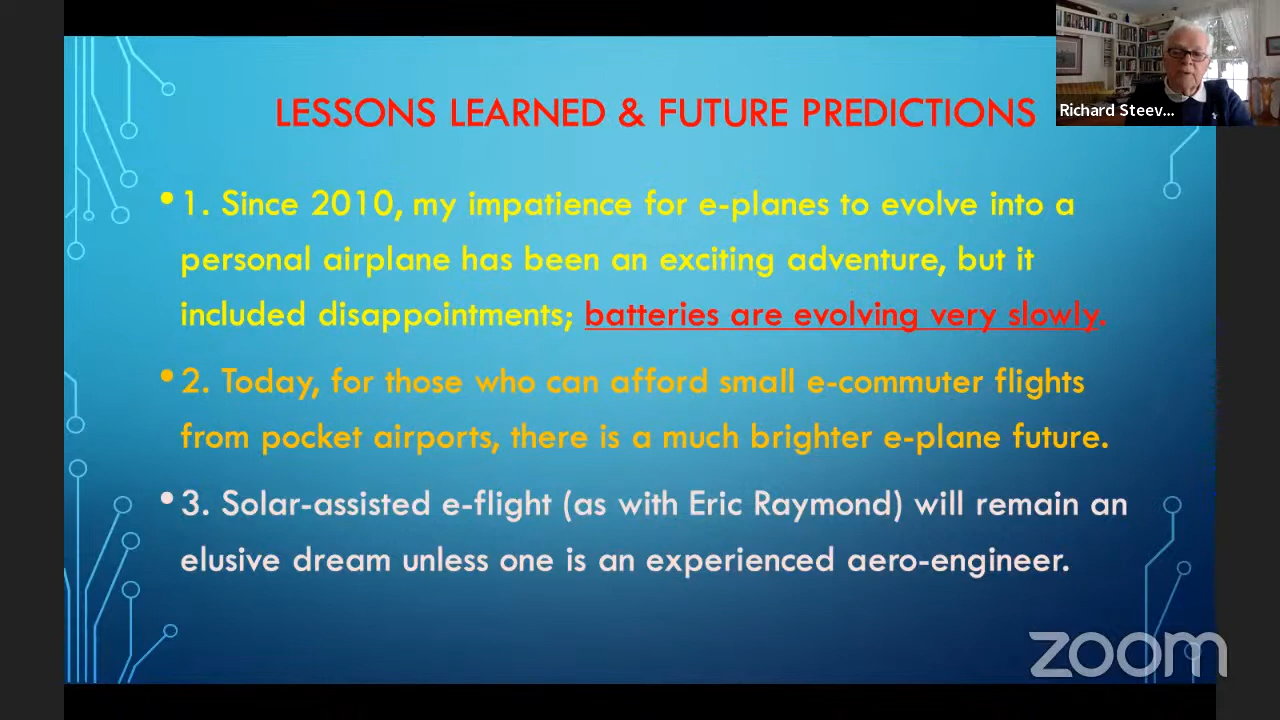 LESSONS LEARNED & FUTURE PREDICTIONS
Richard Steev...
• 1. Since 2010, my impatience for e-planes to evolve into a
personal airplane has been an exciting adventure, but it
included disappointments; batteries are evolving very slowly.
• 2. Today, for those who can afford small e-commuter flights
from pocket airports, there is a much brighter e-plane future.
• 3. Solar-assisted e-flight (as with Eric Raymond) will remain an
elusive dream unless one is an experienced aero-engineer.
zoom